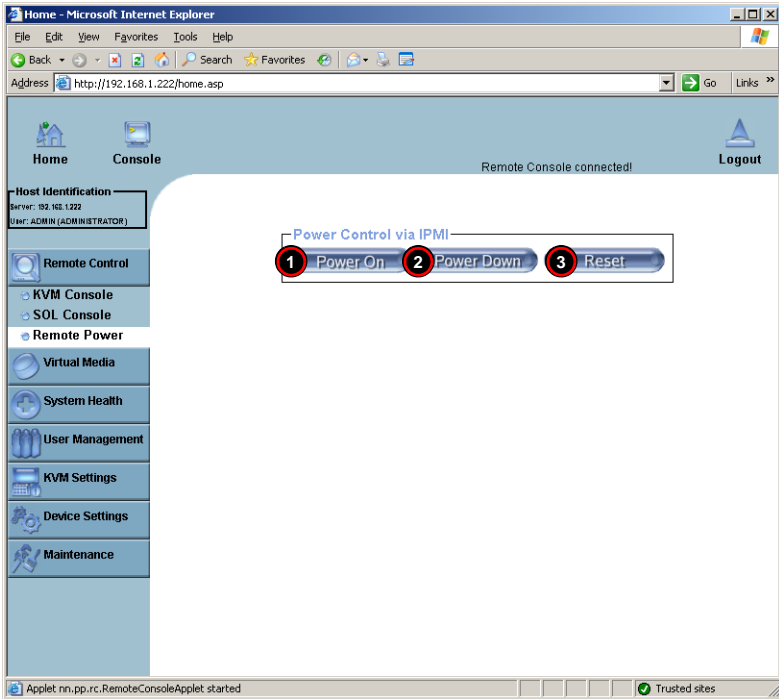 Home - Microsoft Internet Explorer
File Edit View Favorites Tools Help
Back Search Favorites
Address http://192.168.1.222/home.asp Go Links »
Home Console Logout
Remote Console connected!
Host Identification
Server: 192.168.1.222
User: ADMIN (ADMINISTRATOR)
Power Control via IPMI
1 Power On 2 Power Down 3 Reset
Remote Control
KVM Console
SOL Console
Remote Power
Virtual Media
System Health
User Management
KVM Settings
Device Settings
Maintenance
Applet nn.pp.rc.RemoteConsoleApplet started Trusted sites